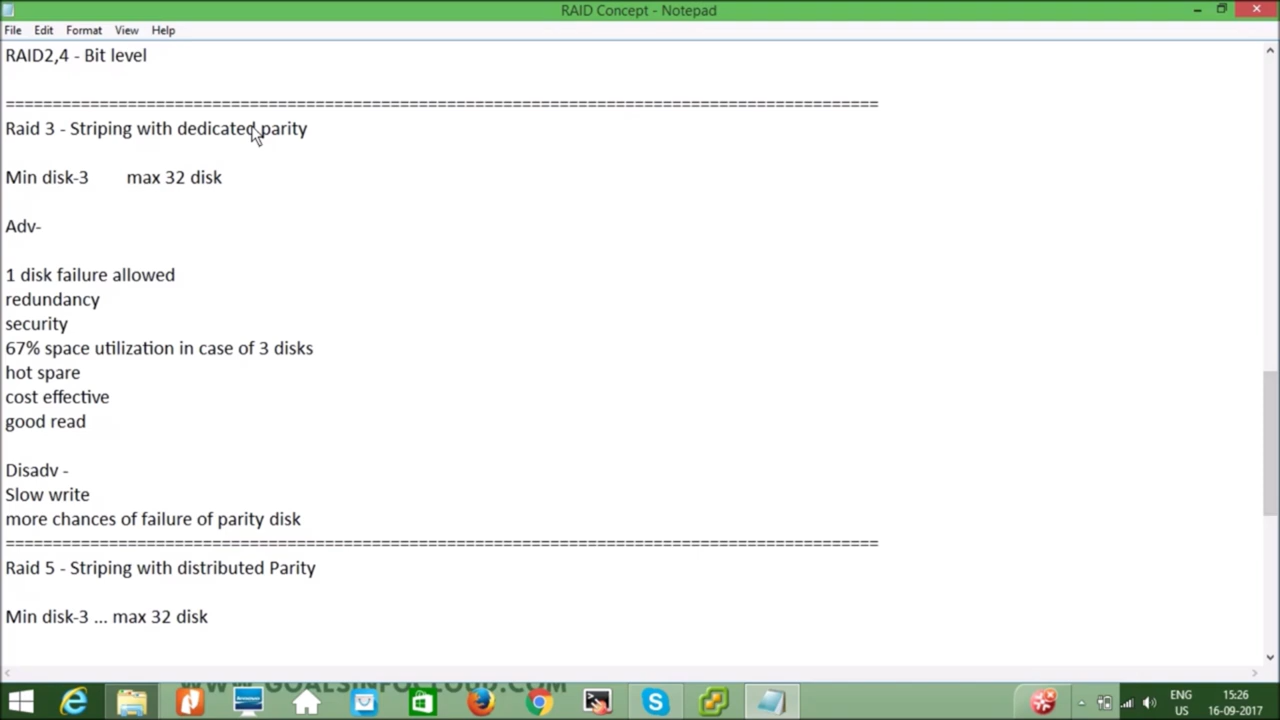 RAID Concept - Notepad
File Edit Format View Help
RAID2,4 - Bit level
=============================================================================================
Raid 3 - Striping with dedicated parity
Min disk-3 max 32 disk
Adv-
1 disk failure allowed
redundancy
security
67% space utilization in case of 3 disks
hot spare
cost effective
good read
Disadv -
Slow write
more chances of failure of parity disk
=============================================================================================
Raid 5 - Striping with distributed Parity
Min disk-3 ... max 32 disk
WWW.GOALSINFOCLOUD.COM
ENG 15:26
US 16-09-2017